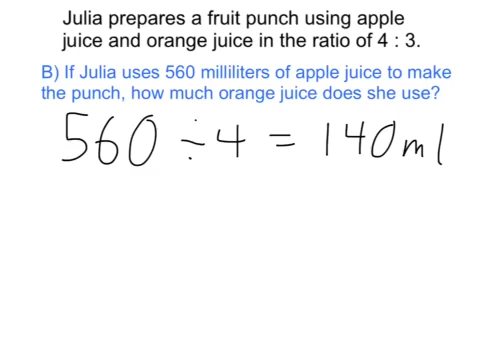 Julia prepares a fruit punch using apple
juice and orange juice in the ratio of 4 : 3.
B) If Julia uses 560 milliliters of apple juice to make
the punch, how much orange juice does she use?
560 ÷ 4 = 140ml